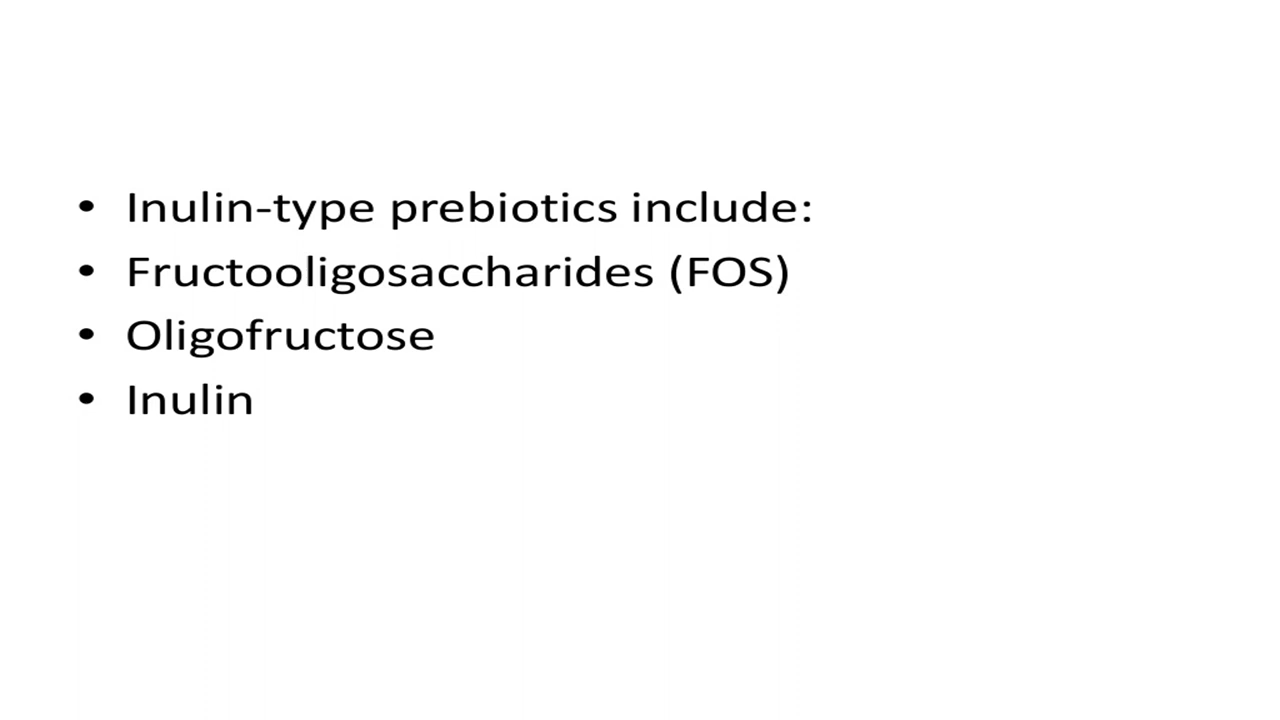 • Inulin-type prebiotics include:
• Fructooligosaccharides (FOS)
• Oligofructose
• Inulin